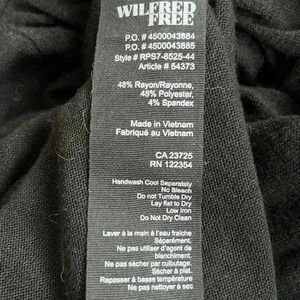 WILFRED
FREE
P.O. # 4500043884
P.O. # 4500043885
Style # RPS7-8525-44
Article # 54373
48% Rayon/Rayonne,
48% Polyester,
4% Spandex
Made in Vietnam
Fabriqué au Vietnam
CA 23725
RN 122354
Handwash Cool Separately
No Bleach
Do not Tumble Dry
Lay flat to Dry
Low Iron
Do Not Dry Clean
Laver à la main à l'eau fraîche
Séparément.
Ne pas utiliser d'agent de
blanchiment.
Ne pas sécher par culbutage.
Sécher à plat.
Repasser à basse température
Ne pas nettoyer à sec